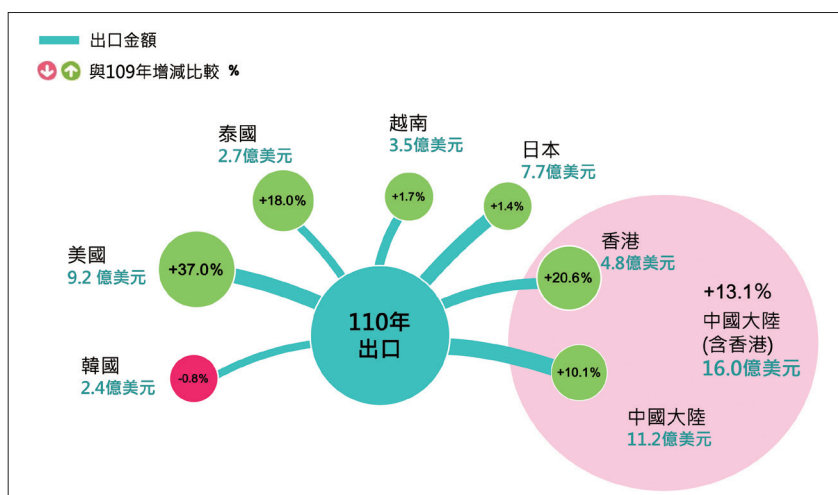 出口金額
與109年增減比較 %
越南
3.5億美元
泰國
2.7億美元
日本
7.7億美元
+1.7%
+18.0%
+1.4%
香港
4.8億美元
美國
9.2 億美元
+37.0%
+20.6%
+13.1%
中國大陸
(含香港)
16.0億美元
110年
出口
韓國
2.4億美元
-0.8%
+10.1%
中國大陸
11.2億美元